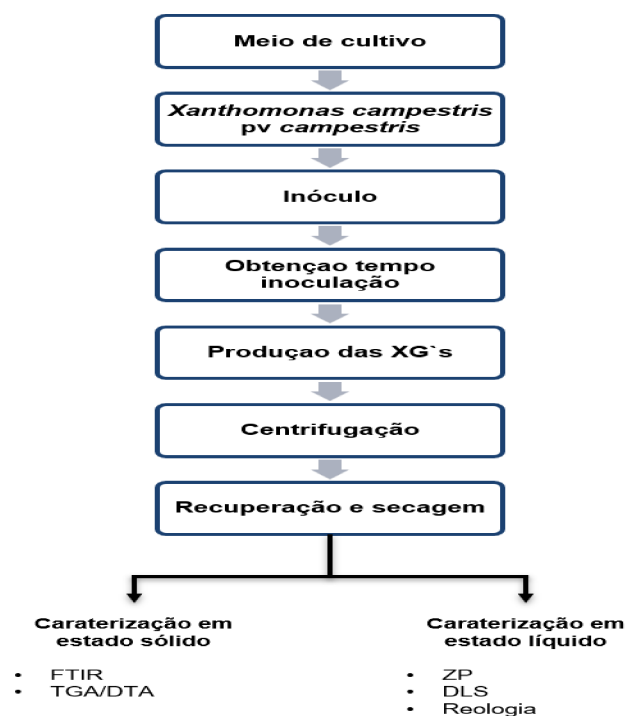 Meio de cultivo
Xanthomonas campestris
pv campestris
Inóculo
Obtençao tempo
inoculação
Produçao das XG`s
Centrifugação
Recuperação e secagem
Caraterização em
estado sólido
• FTIR
• TGA/DTA
Caraterização em
estado líquido
• ZP
• DLS
• Reologia